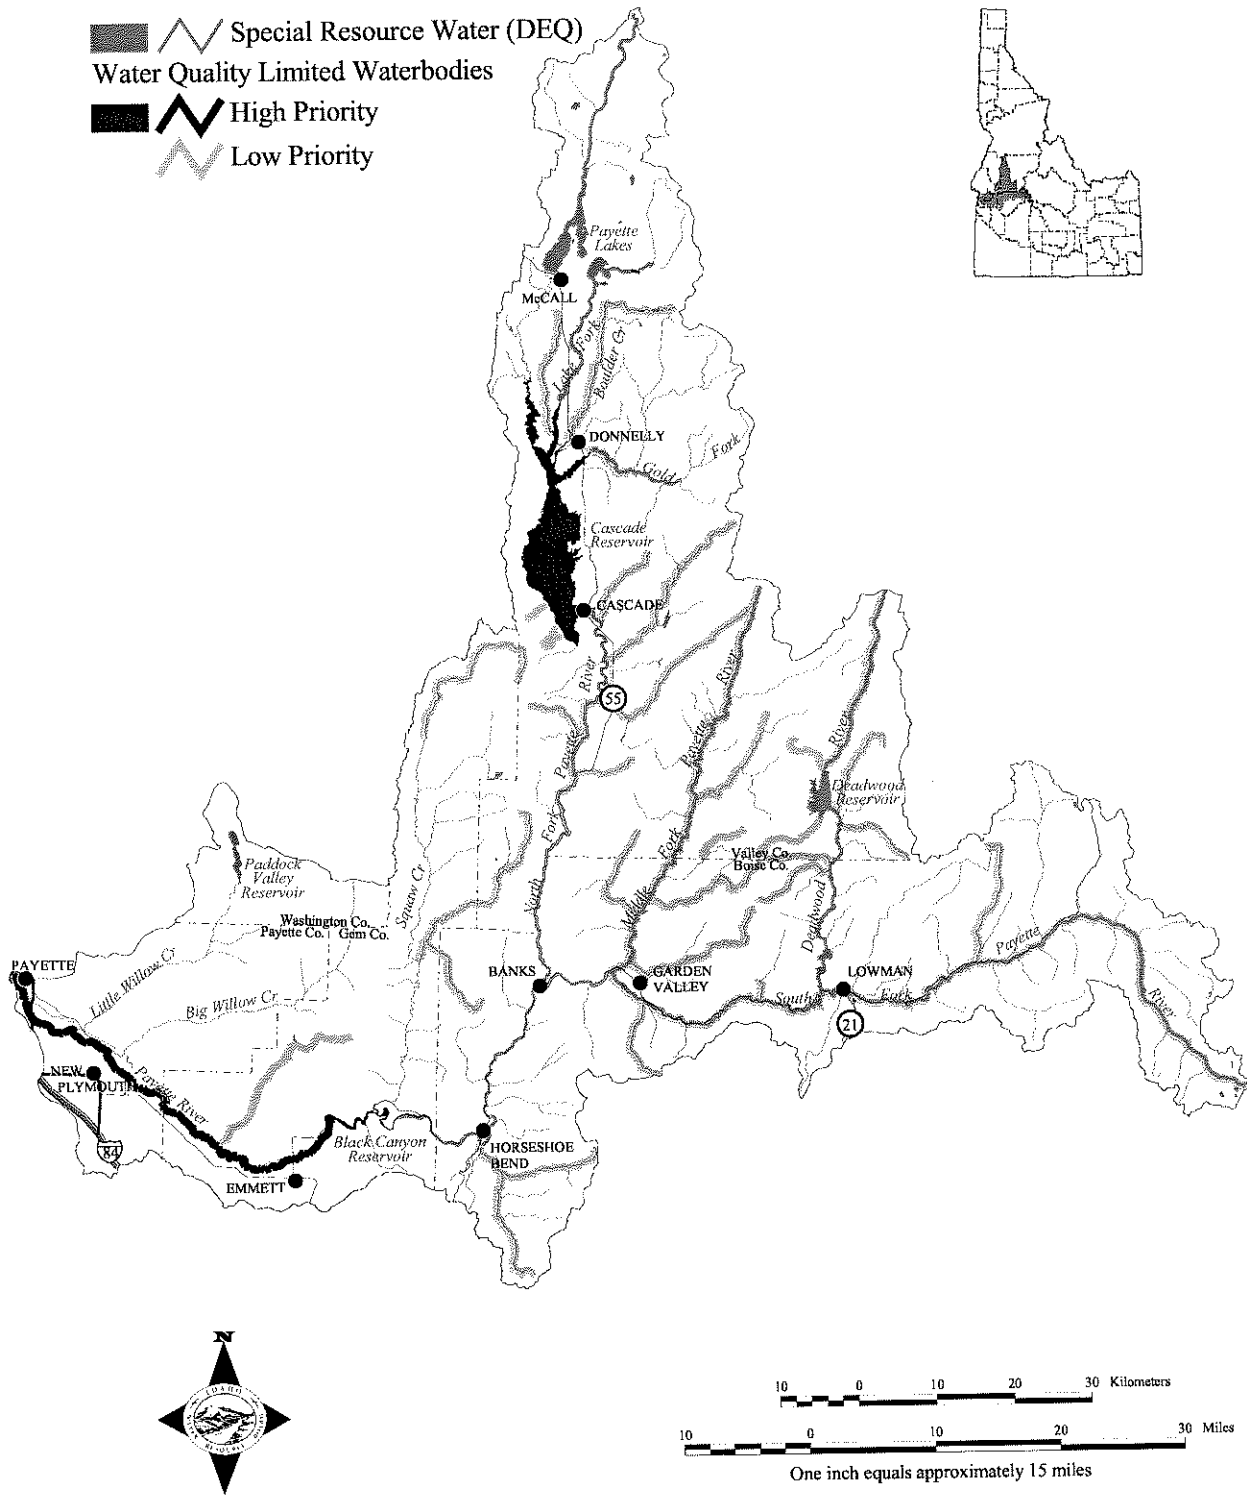 Special Resource Water (DEQ)
Water Quality Limited Waterbodies
High Priority
Low Priority
Payette
Lakes
McCALL
Lake Fork
Boulder Cr
DONNELLY
Gold Fork
Cascade
Reservoir
CASCADE
River
55
Payette
Fork
North
River
Payette
Fork
Middle
River
Deadwood
Reservoir
Valley Co.
Boise Co.
Deadwood
Paddock
Valley
Reservoir
Squaw Cr
Washington Co.
Payette Co.
Gem Co.
PAYETTE
Little Willow Cr
Big Willow Cr
BANKS
GARDEN
VALLEY
LOWMAN
South
Fork
Payette
River
21
NEW
PLYMOUTH
Payette River
84
Black Canyon
Reservoir
EMMETT
HORSESHOE
BEND
N
IDAHO
10 0 10 20 30 Kilometers
10 0 10 20 30 Miles
One inch equals approximately 15 miles